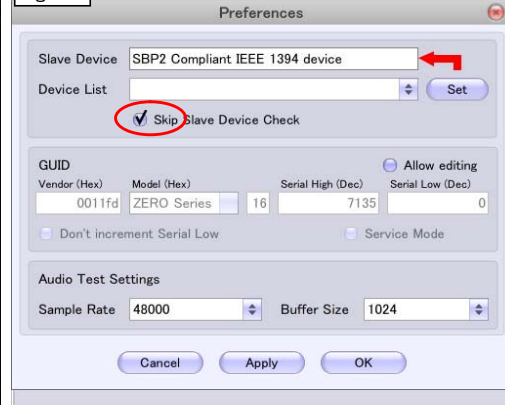 Preferences
Slave Device SBP2 Compliant IEEE 1394 device
Device List Set
Skip Slave Device Check
GUID Allow editing
Vendor (Hex) Model (Hex) Serial High (Dec) Serial Low (Dec)
0011fd ZERO Series 16 7135 0
Don't increment Serial Low Service Mode
Audio Test Settings
Sample Rate 48000 Buffer Size 1024
Cancel Apply OK